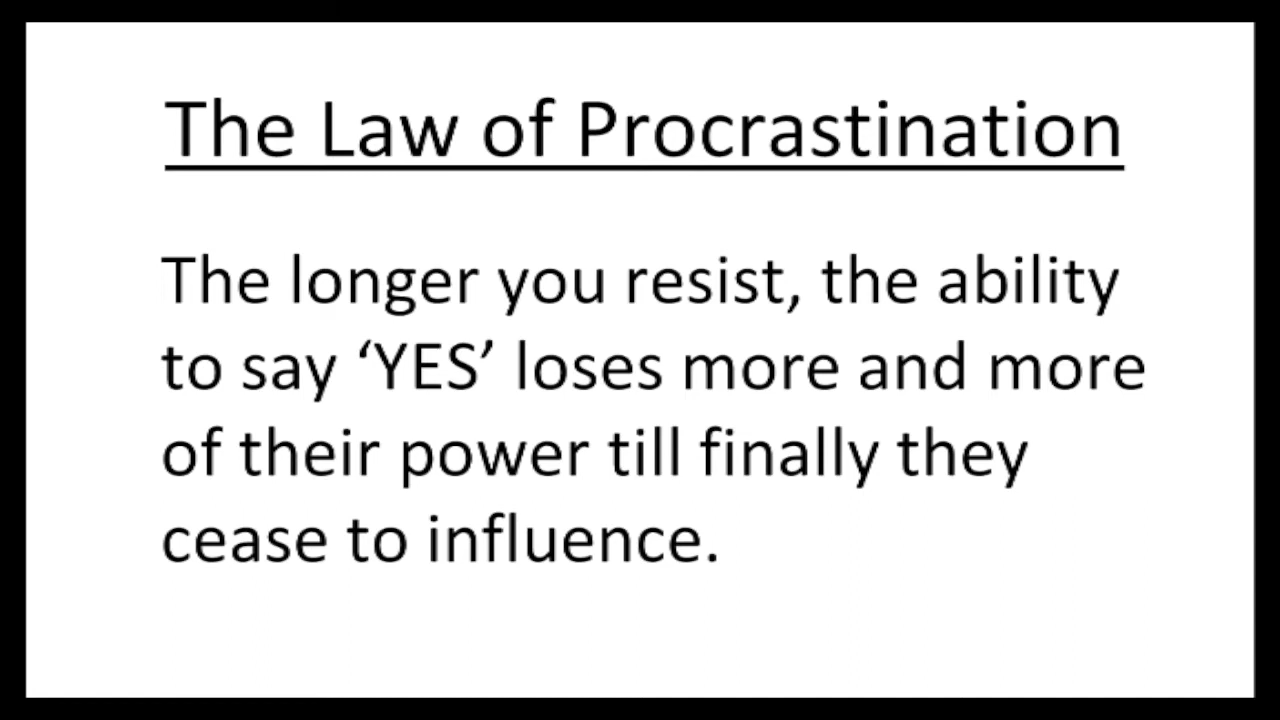 The Law of Procrastination
The longer you resist, the ability
to say ‘YES’ loses more and more
of their power till finally they
cease to influence.